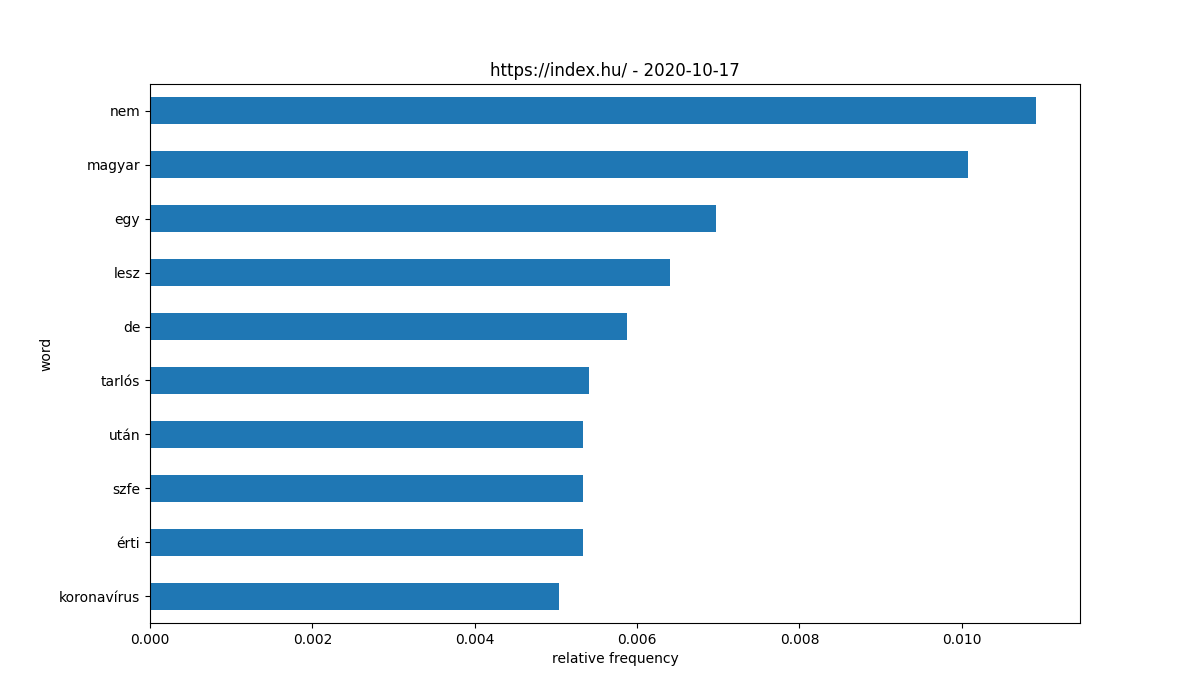 https://index.hu/ - 2020-10-17
word
nem
magyar
egy
lesz
de
tarlós
után
szfe
érti
koronavírus
0.000 0.002 0.004 0.006 0.008 0.010
relative frequency